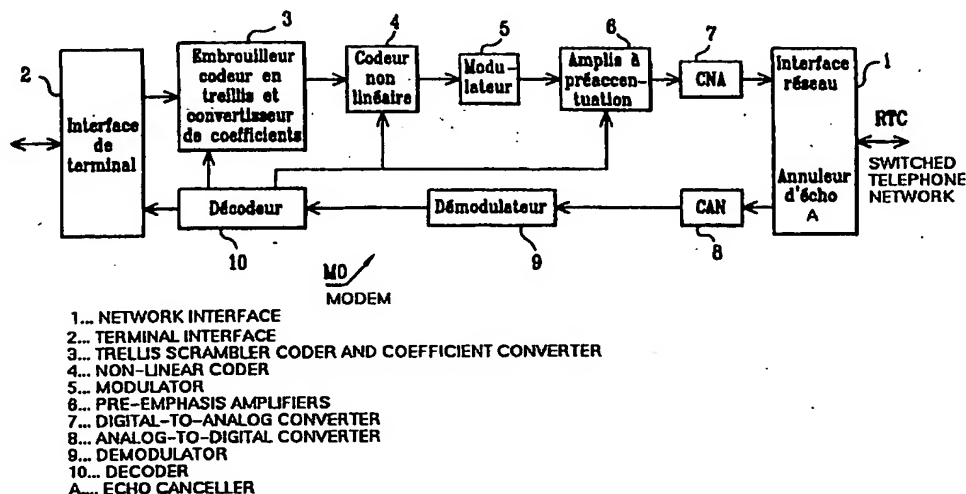 3
4
5
6
7
1
2
Interface
de
terminal
Embrouilleur
codeur en
treillis et
convertisseur
de coefficients
Codeur
non
linéaire
Modu-
lateur
Amplis à
préaccen-
tuation
CNA
Interface
réseau
Annuleur
d'écho
A
RTC
SWITCHED
TELEPHONE
NETWORK
Décodeur
Démodulateur
CAN
10
9
8
MO
MODEM
1... NETWORK INTERFACE
2... TERMINAL INTERFACE
3... TRELLIS SCRAMBLER CODER AND COEFFICIENT CONVERTER
4... NON-LINEAR CODER
5... MODULATOR
6... PRE-EMPHASIS AMPLIFIERS
7... DIGITAL-TO-ANALOG CONVERTER
8... ANALOG-TO-DIGITAL CONVERTER
9... DEMODULATOR
10... DECODER
A.... ECHO CANCELLER